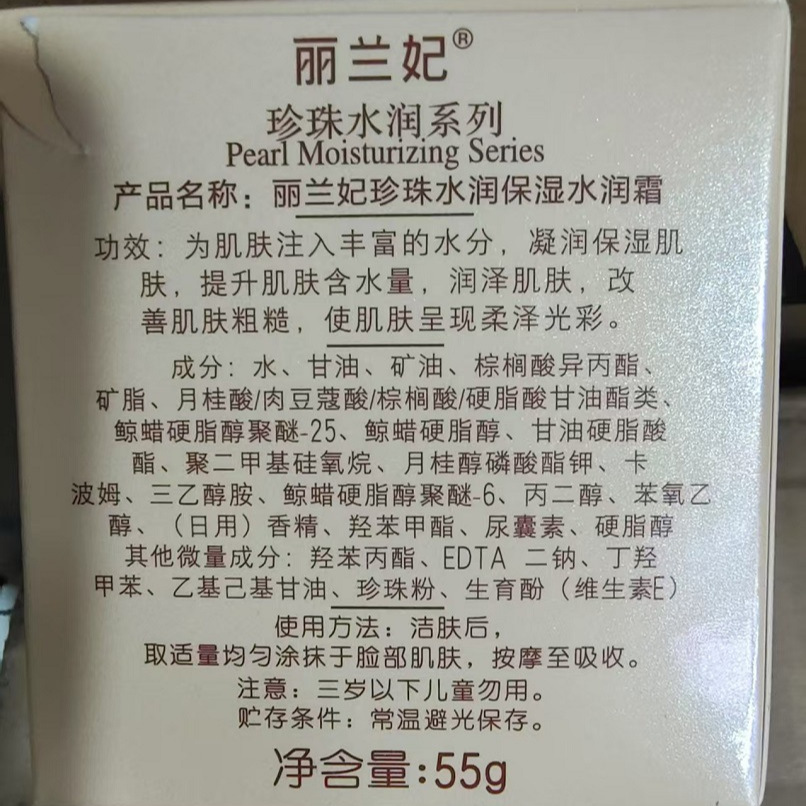 丽兰妃®
珍珠水润系列
Pearl Moisturizing Series
产品名称：丽兰妃珍珠水润保湿水润霜
功效：为肌肤注入丰富的水分，凝润保湿肌
肤，提升肌肤含水量，润泽肌肤，改
善肌肤粗糙，使肌肤呈现柔泽光彩。
成分：水、甘油、矿油、棕榈酸异丙酯、
矿脂、月桂酸/肉豆蔻酸/棕榈酸/硬脂酸甘油酯类、
鲸蜡硬脂醇聚醚-25、鲸蜡硬脂醇、甘油硬脂酸
酯、聚二甲基硅氧烷、月桂醇磷酸酯钾、卡
波姆、三乙醇胺、鲸蜡硬脂醇聚醚-6、丙二醇、苯氧乙
醇、（日用）香精、羟苯甲酯、尿囊素、硬脂醇
其他微量成分：羟苯丙酯、EDTA 二钠、丁羟
甲苯、乙基己基甘油、珍珠粉、生育酚（维生素E）
使用方法：洁肤后，
取适量均匀涂抹于脸部肌肤，按摩至吸收。
注意：三岁以下儿童勿用。
贮存条件：常温避光保存。
净含量:55g